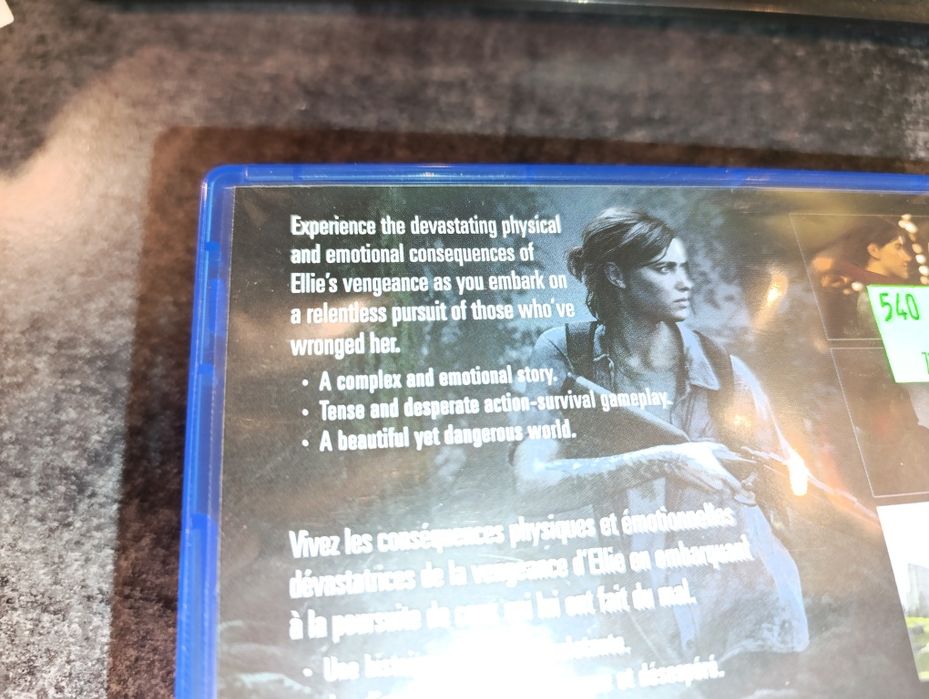 Experience the devastating physical
and emotional consequences of
Ellie's vengeance as you embark on
a relentless pursuit of those who've
wronged her.
• A complex and emotional story.
• Tense and desperate action-survival gameplay.
• A beautiful yet dangerous world.
540
Vivez les conséquences physiques et émotionnelles
dévastatrices de la vengeance d'Ellie en embarquant
à la poursuite de ceux qui lui ont fait du mal.
• Une
et désespéré.